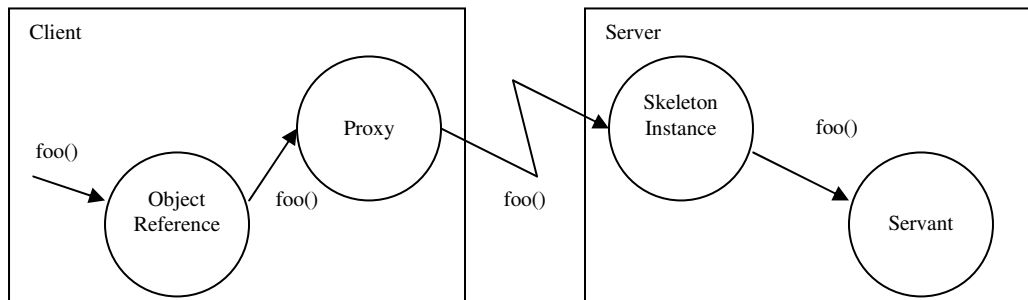 Client
Server
Proxy
Skeleton
Instance
foo()
foo()
Object
Reference
foo()
foo()
Servant